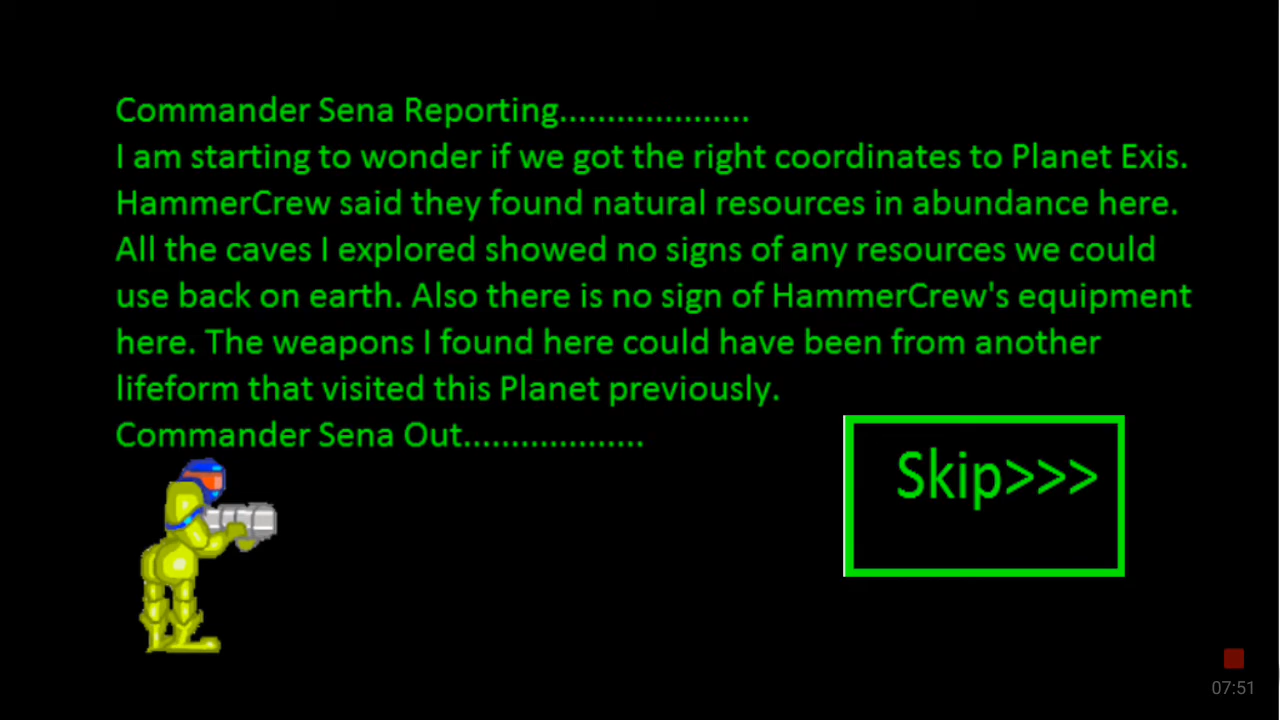 Commander Sena Reporting....................
I am starting to wonder if we got the right coordinates to Planet Exis.
HammerCrew said they found natural resources in abundance here.
All the caves I explored showed no signs of any resources we could
use back on earth. Also there is no sign of HammerCrew's equipment
here. The weapons I found here could have been from another
lifeform that visited this Planet previously.
Commander Sena Out...................
Skip>>>
07:51